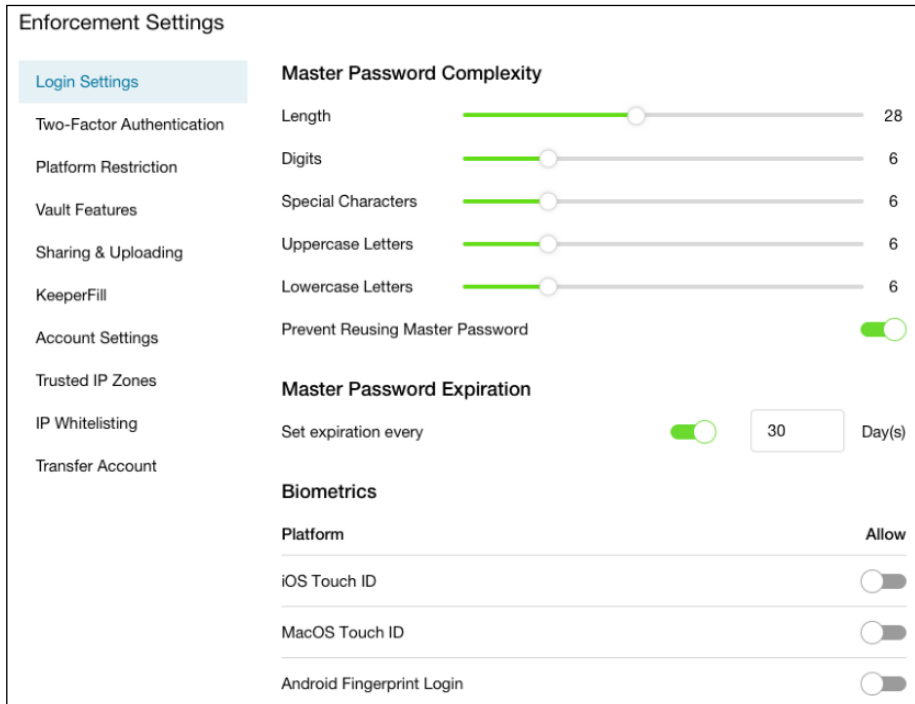 Enforcement Settings
Login Settings
Two-Factor Authentication
Platform Restriction
Vault Features
Sharing & Uploading
KeeperFill
Account Settings
Trusted IP Zones
IP Whitelisting
Transfer Account
Master Password Complexity
Length 28
Digits 6
Special Characters 6
Uppercase Letters 6
Lowercase Letters 6
Prevent Reusing Master Password
Master Password Expiration
Set expiration every 30 Day(s)
Biometrics
Platform Allow
iOS Touch ID
MacOS Touch ID
Android Fingerprint Login